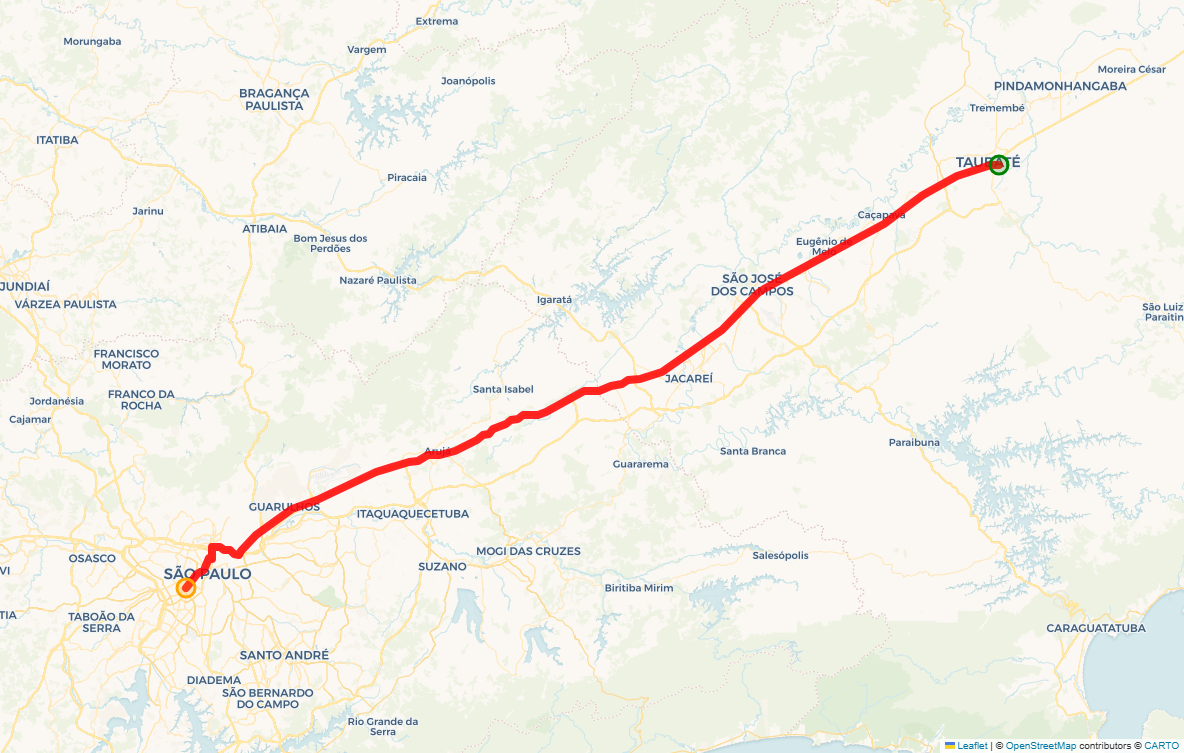 Extrema
Morungaba
Vargem
Moreira César
Joanópolis
PINDAMONHANGABA
BRAGANÇA
PAULISTA
Tremembé
ITATIBA
TAUBATÉ
Piracaia
Jarinu
Caçapava
ATIBAIA
Bom Jesus dos
Perdões
Eugênio de
Melo
Nazaré Paulista
SÃO JOSÉ
DOS CAMPOS
JUNDIAÍ
VÁRZEA PAULISTA
Igaratá
São Luiz
Paraitin
FRANCISCO
MORATO
JACAREÍ
Santa Isabel
FRANCO DA
ROCHA
Jordanésia
Cajamar
Paraibuna
Arujá
Santa Branca
Guararema
GUARULHOS
ITAQUAQUECETUBA
MOGI DAS CRUZES
Salesópolis
OSASCO
SUZANO
VI
SÃO PAULO
Biritiba Mirim
TIA
TABOÃO DA
SERRA
CARAGUATATUBA
SANTO ANDRÉ
DIADEMA
SÃO BERNARDO
DO CAMPO
Rio Grande da
Serra
Leaflet | © OpenStreetMap contributors © CARTO